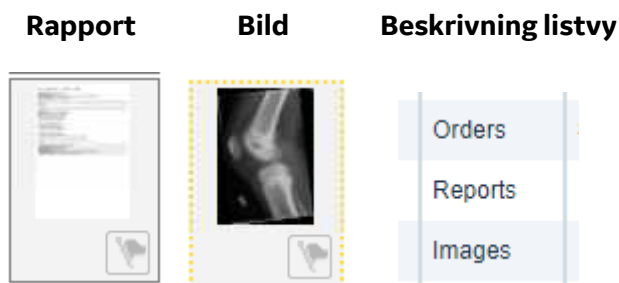 Rapport
Bild
Beskrivning listvy
Orders
Reports
Images